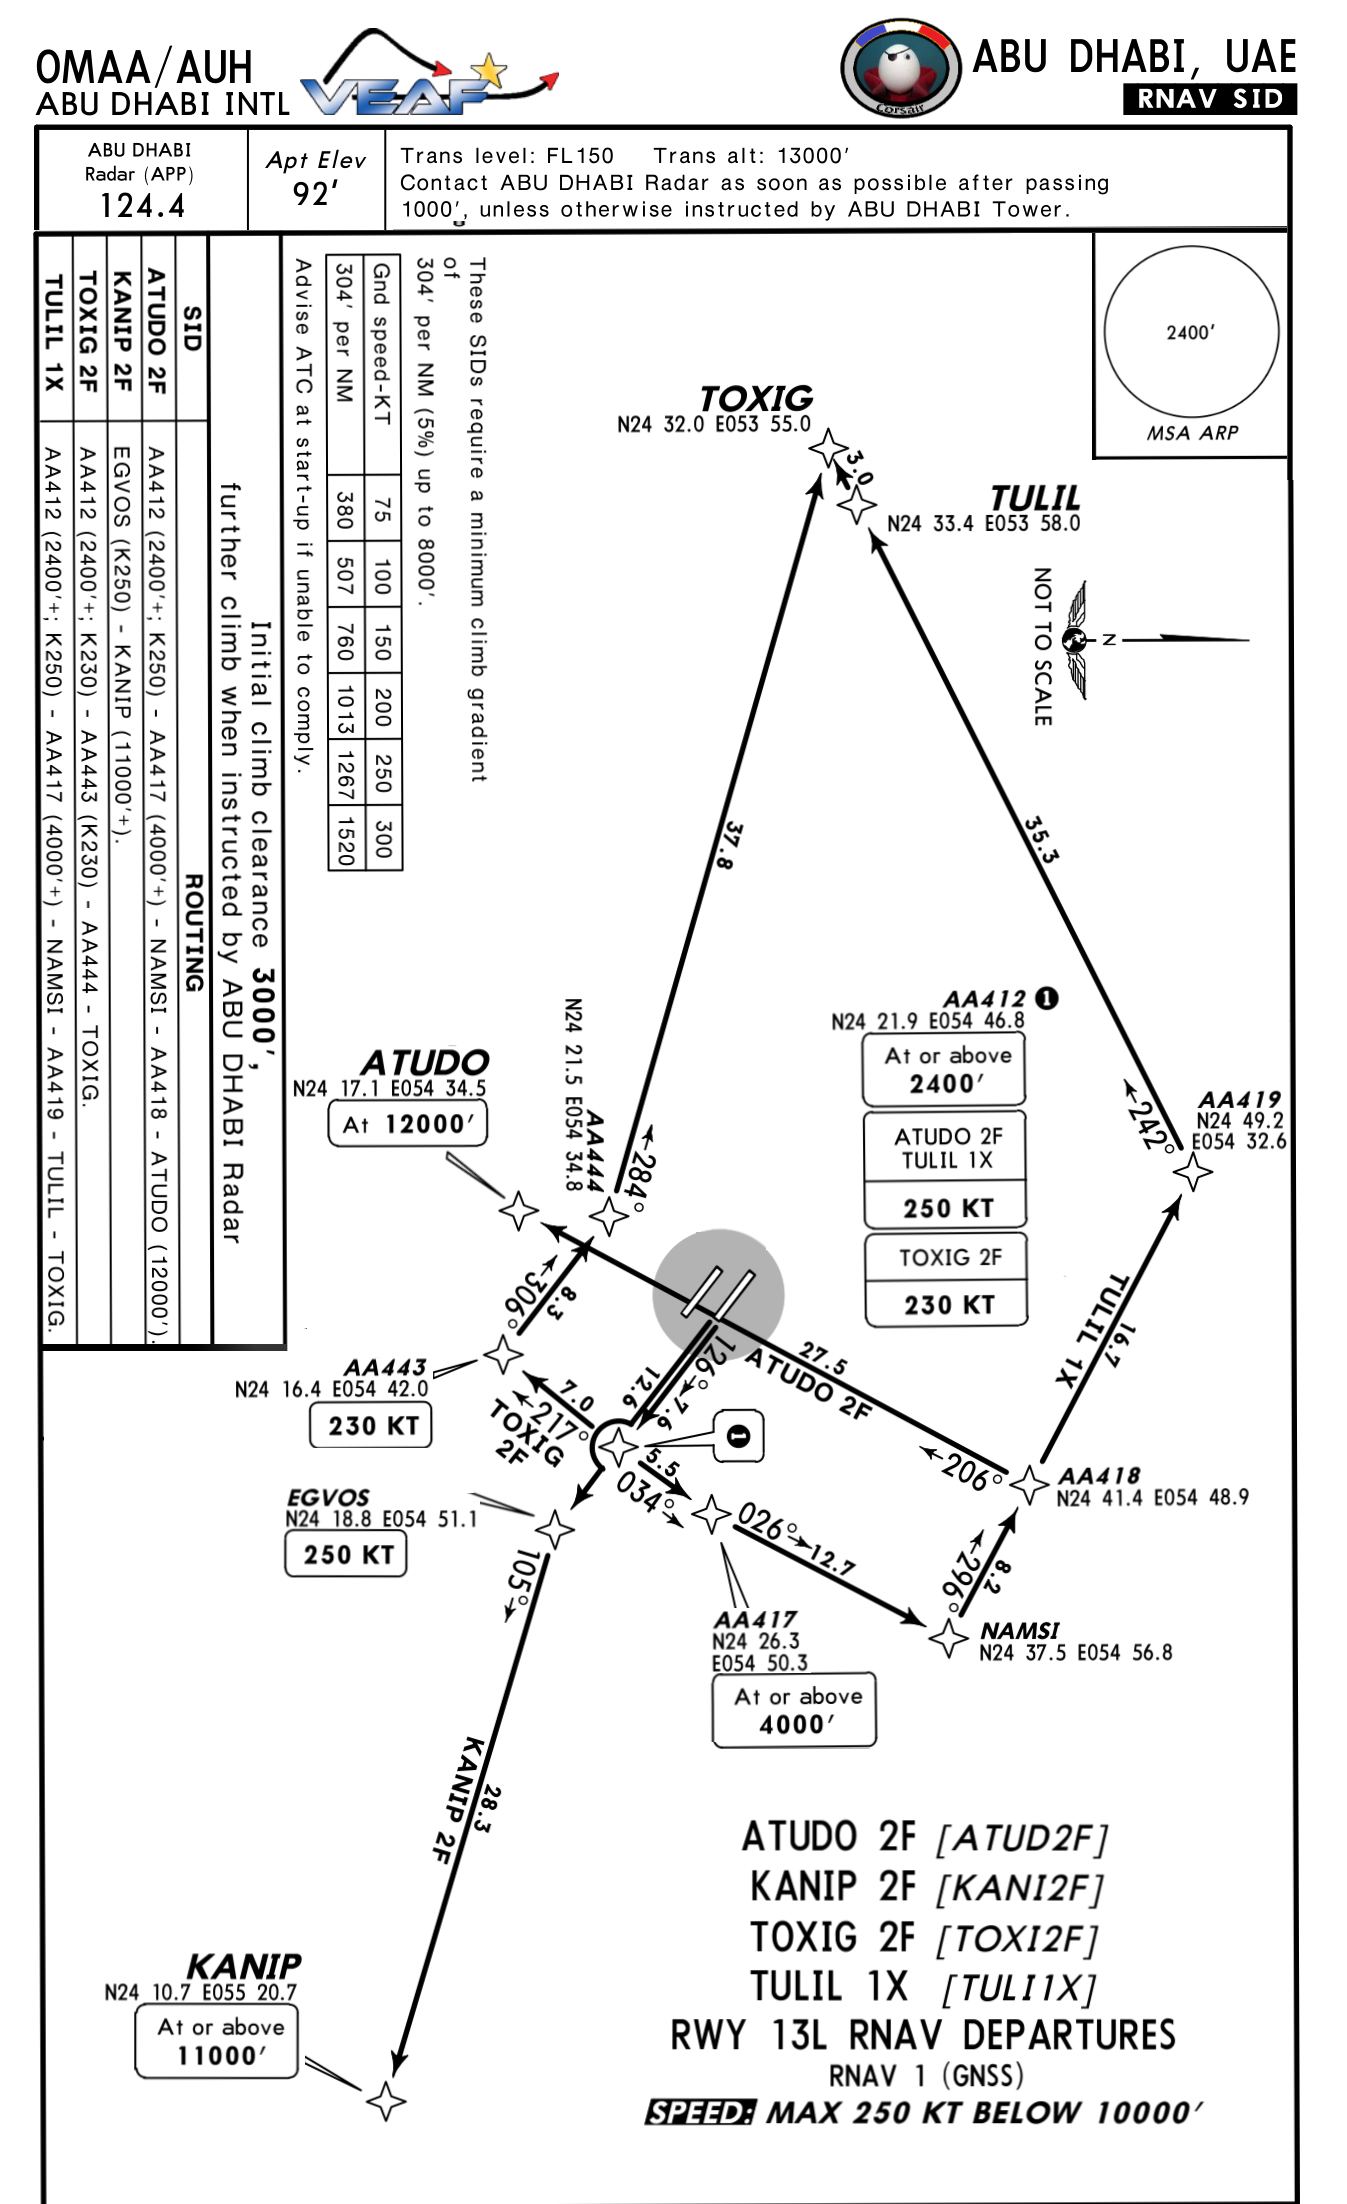 OMAA/AUH
ABU DHABI INTL
VEAF
Corsair
ABU DHABI, UAE
RNAV SID
ABU DHABI
Radar (APP)
124.4
Apt Elev
92'
Trans level: FL150 Trans alt: 13000'
Contact ABU DHABI Radar as soon as possible after passing
1000', unless otherwise instructed by ABU DHABI Tower.
These SIDs require a minimum climb gradient
of
304' per NM (5%) up to 8000'.
Gnd speed-KT 75 100 150 200 250 300
304' per NM 380 507 760 1013 1267 1520
Advise ATC at start-up if unable to comply.
Initial climb clearance 3000',
further climb when instructed by ABU DHABI Radar
SID ROUTING
ATUDO 2F AA412 (2400'+; K250) - AA417 (4000'+) - NAMSI - AA418 - ATUDO (12000').
KANIP 2F EGVOS (K250) - KANIP (11000'+).
TOXIG 2F AA412 (2400'+; K230) - AA443 (K230) - AA444 - TOXIG.
TULIL 1X AA412 (2400'+; K250) - AA417 (4000'+) - NAMSI - AA419 - TULIL - TOXIG.
2400'
MSA ARP
TOXIG
N24 32.0 E053 55.0
3.0
TULIL
N24 33.4 E053 58.0
NOT TO SCALE
N
37.8
35.3
AA412 1
N24 21.9 E054 46.8
At or above
2400'
ATUDO 2F
TULIL 1X
250 KT
TOXIG 2F
230 KT
ATUDO
N24 17.1 E054 34.5
At 12000'
AA444
N24 21.5 E054 34.8
284°
242°
AA419
N24 49.2
E054 32.6
306°
8.3
AA443
N24 16.4 E054 42.0
230 KT
7.0
217°
TOXIG
2F
12.6
126°
7.6
ATUDO 2F
27.5
TULIL 1X
16.7
1
5.5
034°
206°
AA418
N24 41.4 E054 48.9
EGVOS
N24 18.8 E054 51.1
250 KT
105°
026°
12.7
296°
8.2
AA417
N24 26.3
E054 50.3
At or above
4000'
NAMSI
N24 37.5 E054 56.8
KANIP 2F
28.3
KANIP
N24 10.7 E055 20.7
At or above
11000'
ATUDO 2F [ATUD2F]
KANIP 2F [KANI2F]
TOXIG 2F [TOXI2F]
TULIL 1X [TULI1X]
RWY 13L RNAV DEPARTURES
RNAV 1 (GNSS)
SPEED: MAX 250 KT BELOW 10000'